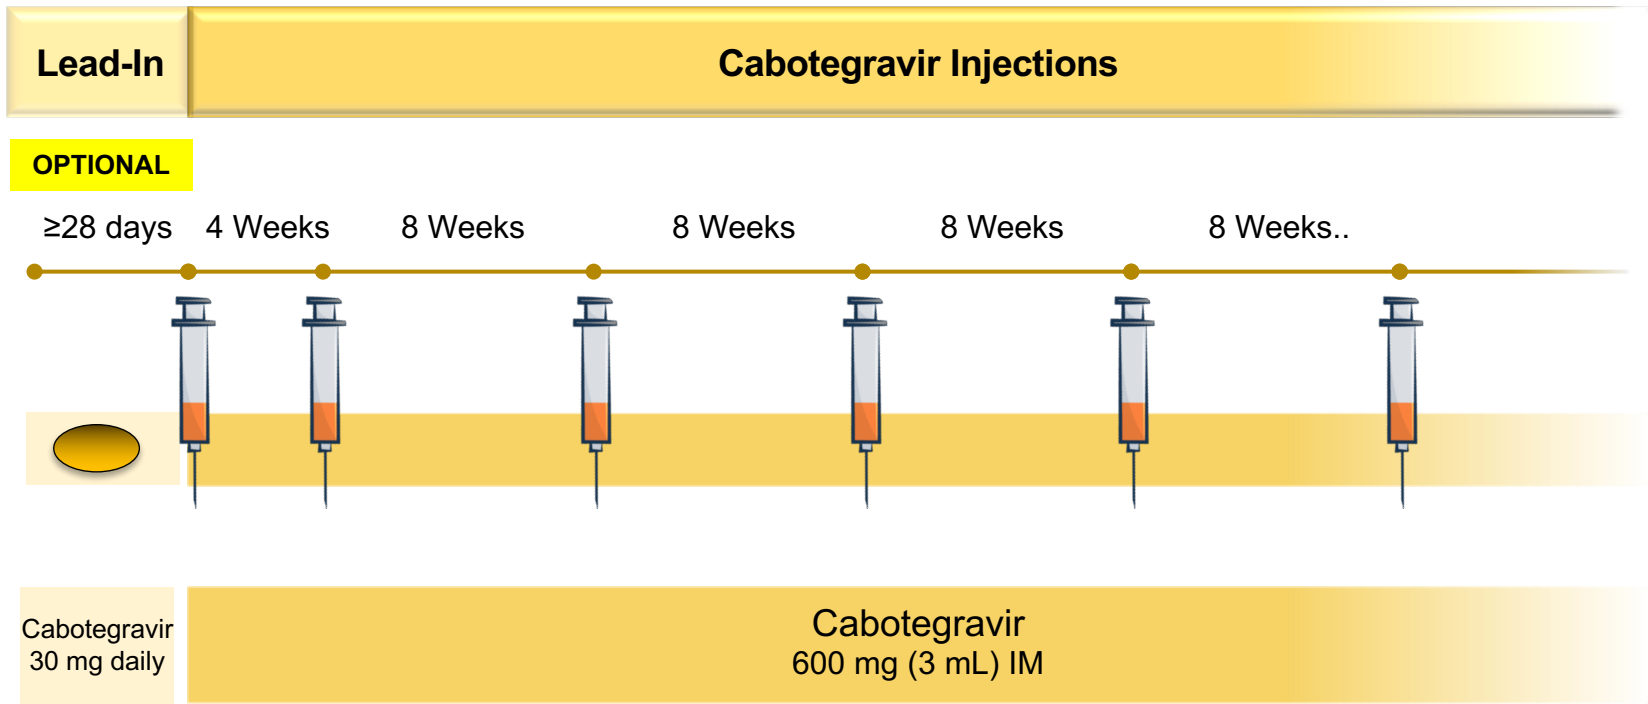 Lead-In
Cabotegravir Injections
OPTIONAL
≥28 days
4 Weeks
8 Weeks
8 Weeks
8 Weeks
8 Weeks..
Cabotegravir
30 mg daily
Cabotegravir
600 mg (3 mL) IM